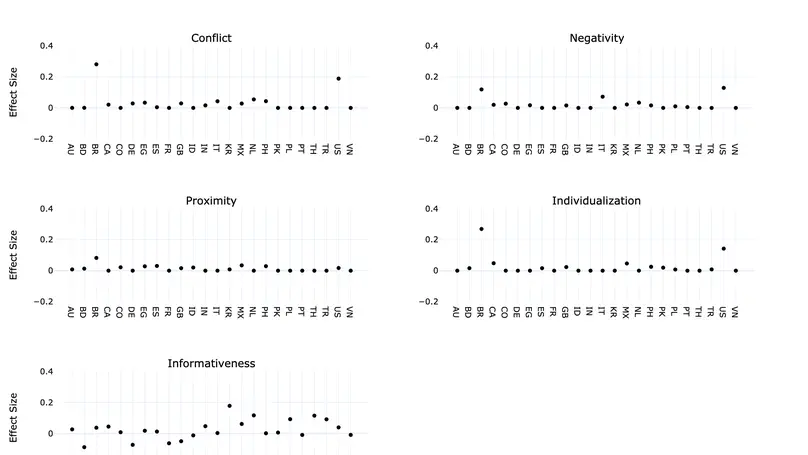 Conflict
Effect Size
0.4
0.2
0
−0.2
AU BD BR CA CO DE EG ES FR GB ID IN IT KR MX NL PH PK PL PT TH TR US VN
Negativity
0.4
0.2
0
−0.2
AU BD BR CA CO DE EG ES FR GB ID IN IT KR MX NL PH PK PL PT TH TR US VN
Proximity
Effect Size
0.4
0.2
0
−0.2
AU BD BR CA CO DE EG ES FR GB ID IN IT KR MX NL PH PK PL PT TH TR US VN
Individualization
0.4
0.2
0
−0.2
AU BD BR CA CO DE EG ES FR GB ID IN IT KR MX NL PH PK PL PT TH TR US VN
Informativeness
Effect Size
0.4
0.2
0